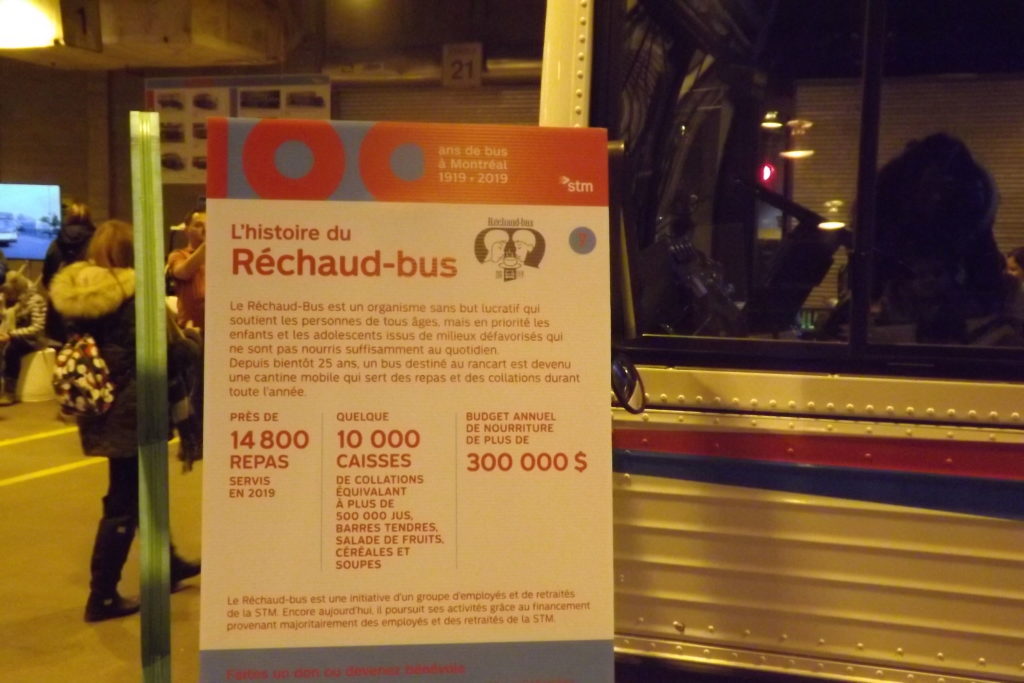 21
100
ans de bus
à Montréal
1919 • 2019
stm
L'histoire du
Réchaud-bus
Réchaud-bus
Le Réchaud-Bus est un organisme sans but lucratif qui
soutient les personnes de tous âges, mais en priorité les
enfants et les adolescents issus de milieux défavorisés qui
ne sont pas nourris suffisamment au quotidien.
Depuis bientôt 25 ans, un bus destiné au rancart est devenu
une cantine mobile qui sert des repas et des collations durant
toute l'année.
PRÈS DE
14 800
REPAS
SERVIS
EN 2019
QUELQUE
10 000
CAISSES
DE COLLATIONS
ÉQUIVALANT
À PLUS DE
500 000 JUS,
BARRES TENDRES,
SALADE DE FRUITS,
CÉRÉALES ET
SOUPES
BUDGET ANNUEL
DE NOURRITURE
DE PLUS DE
300 000 $
Le Réchaud-bus est une initiative d'un groupe d'employés et de retraités
de la STM. Encore aujourd'hui, il poursuit ses activités grâce au financement
provenant majoritairement des employés et des retraités de la STM.
Faites un don ou devenez bénévole